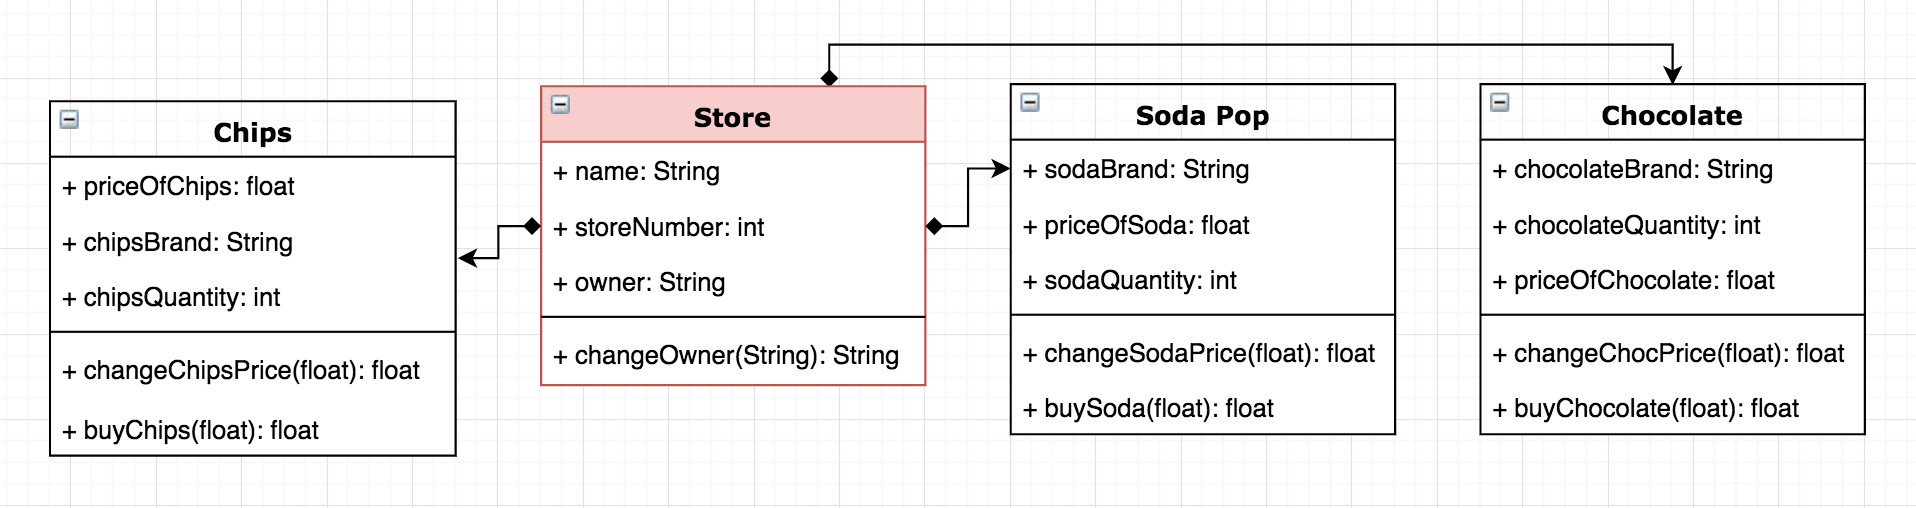 Chips
+ priceOfChips: float
+ chipsBrand: String
+ chipsQuantity: int
+ changeChipsPrice(float): float
+ buyChips(float): float
Store
+ name: String
+ storeNumber: int
+ owner: String
+ changeOwner(String): String
Soda Pop
+ sodaBrand: String
+ priceOfSoda: float
+ sodaQuantity: int
+ changeSodaPrice(float): float
+ buySoda(float): float
Chocolate
+ chocolateBrand: String
+ chocolateQuantity: int
+ priceOfChocolate: float
+ changeChocPrice(float): float
+ buyChocolate(float): float